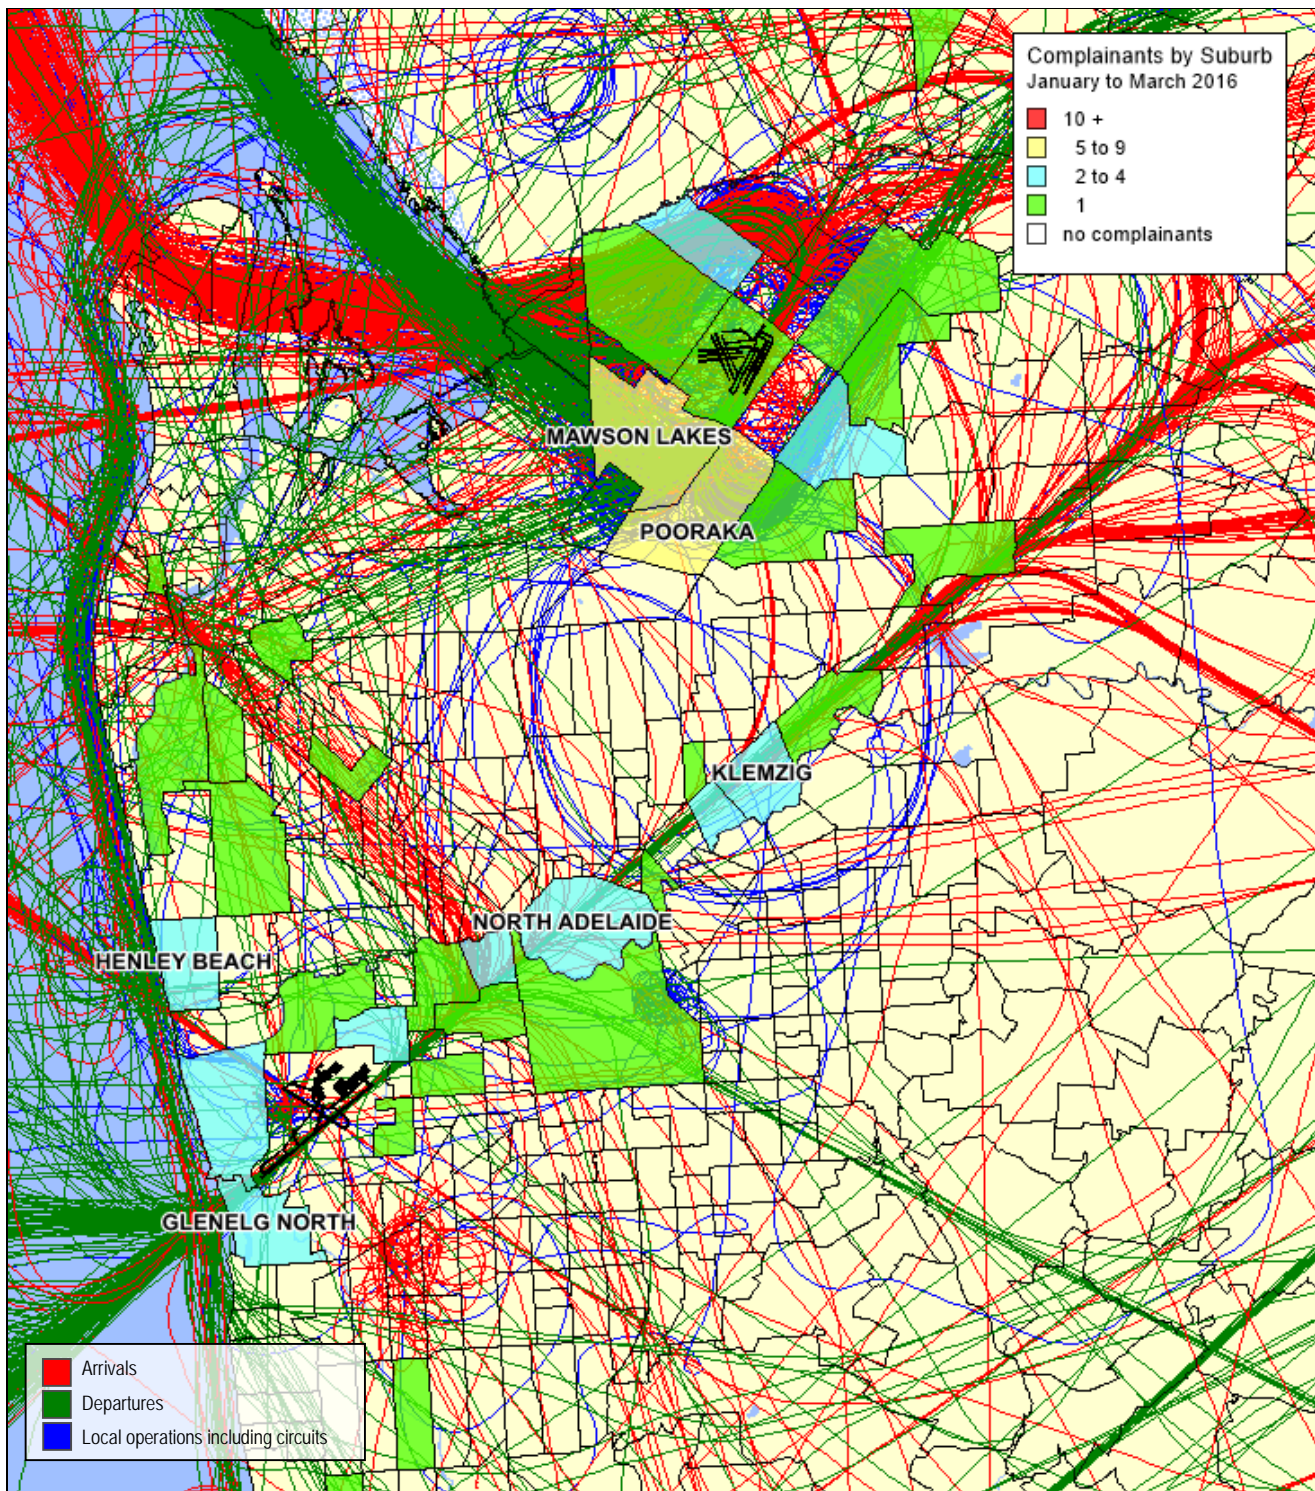 Complainants by Suburb
January to March 2016
10 +
5 to 9
2 to 4
1
no complainants
MAWSON LAKES
POORAKA
KLEMZIG
NORTH ADELAIDE
HENLEY BEACH
GLENELG NORTH
Arrivals
Departures
Local operations including circuits